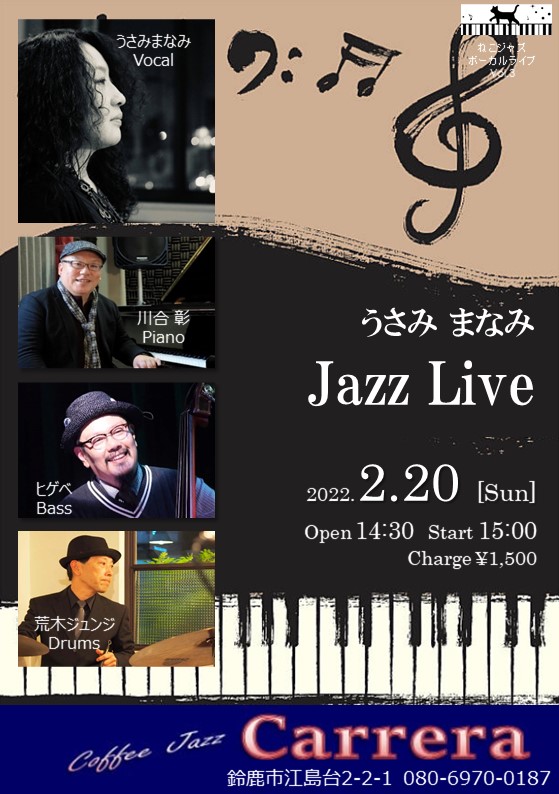 うさみまなみ
Vocal
ねこジャズ
ボーカルライブ
Vol.3
川合 彰
Piano
うさみ まなみ
Jazz Live
ヒゲベ
Bass
2022. 2.20 [Sun]
Open 14:30 Start 15:00
Charge ¥1,500
荒木ジュンジ
Drums
Coffee Jazz Carrera
鈴鹿市江島台2-2-1 080-6970-0187